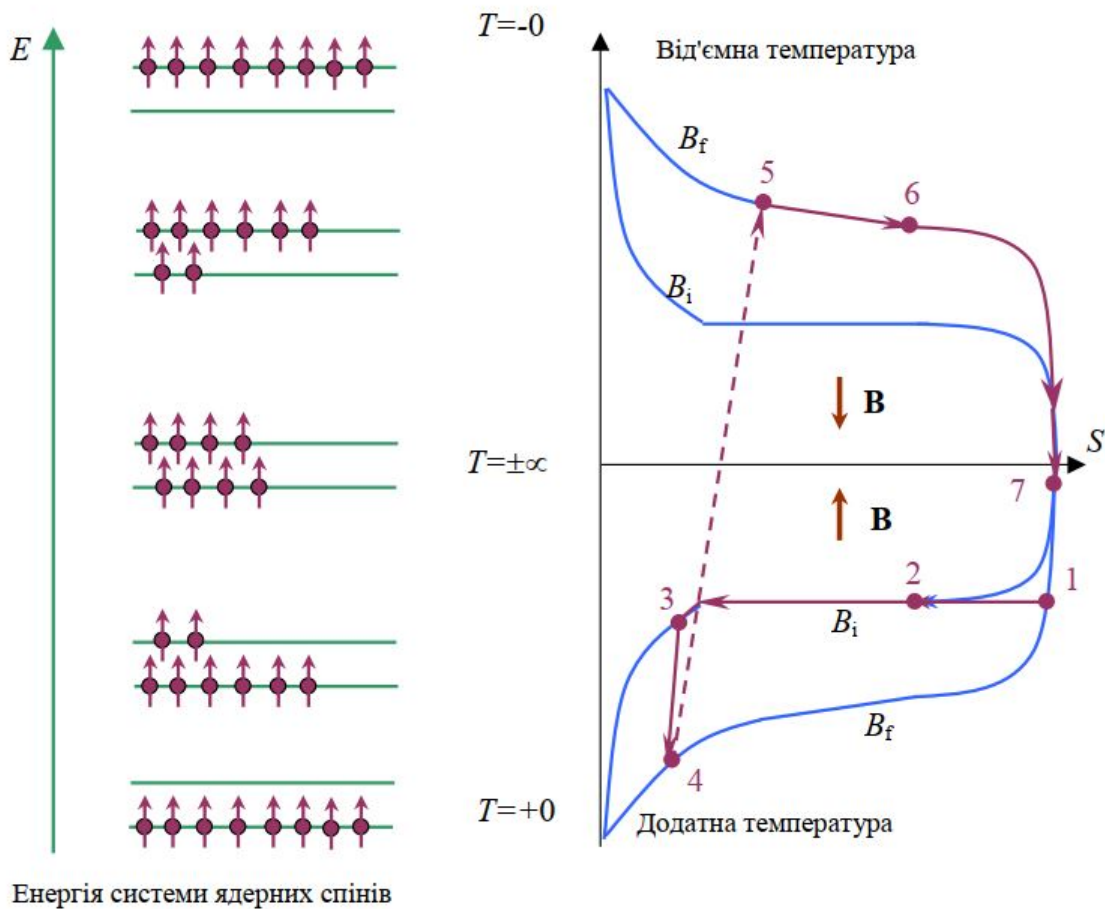 E
T=-0
Від'ємна температура
B_f
5
6
B_i
B
S
T=±∞
7
B
3
2
1
B_i
B_f
4
T=+0
Додатна температура
Енергія системи ядерних спінів